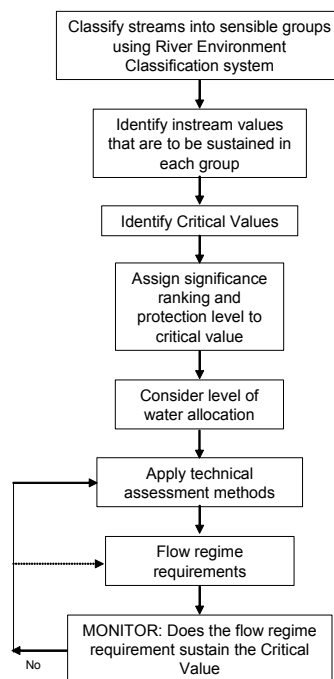 Classify streams into sensible groups
using River Environment
Classification system
Identify instream values
that are to be sustained in
each group
Identify Critical Values
Assign significance
ranking and
protection level to
critical value
Consider level of
water allocation
Apply technical
assessment methods
Flow regime
requirements
MONITOR: Does the flow regime
requirement sustain the Critical
Value
No